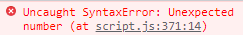 Uncaught SyntaxError: Unexpected
number (at script.js:371:14)